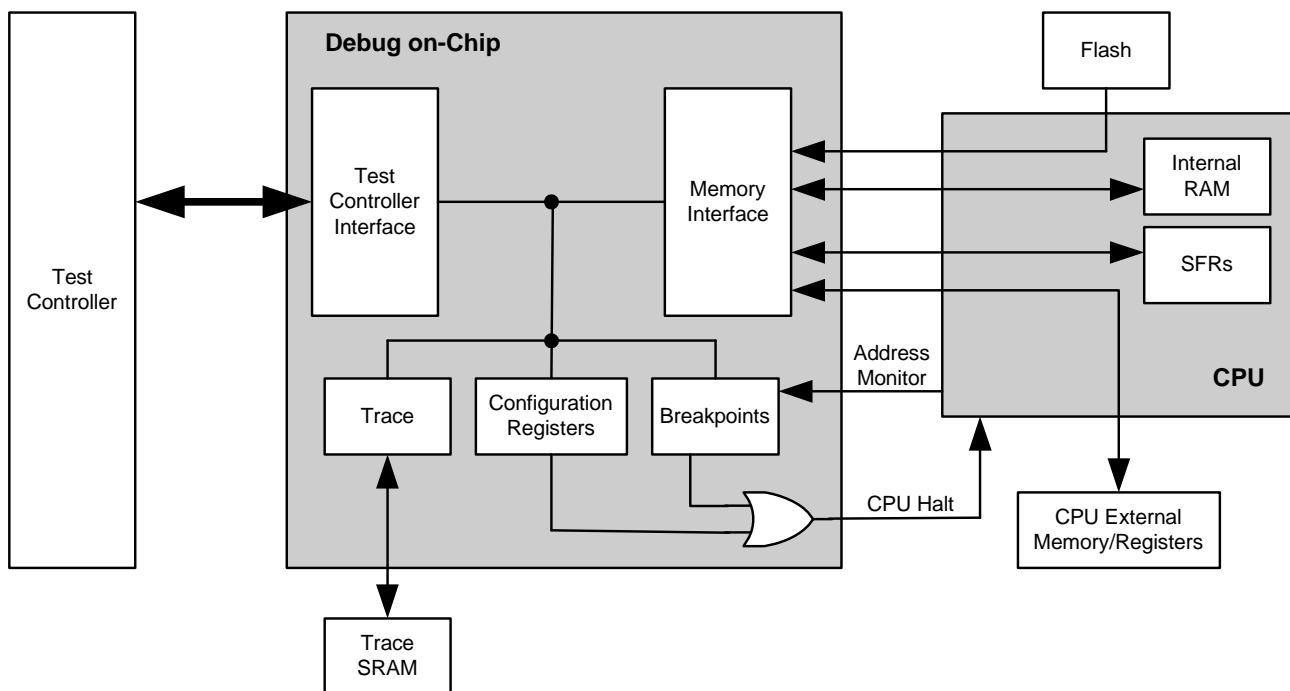 Debug on-Chip
Flash
Test
Controller
Interface
Memory
Interface
Internal
RAM
SFRs
Test
Controller
Address
Monitor
CPU
Trace
Configuration
Registers
Breakpoints
CPU Halt
CPU External
Memory/Registers
Trace
SRAM